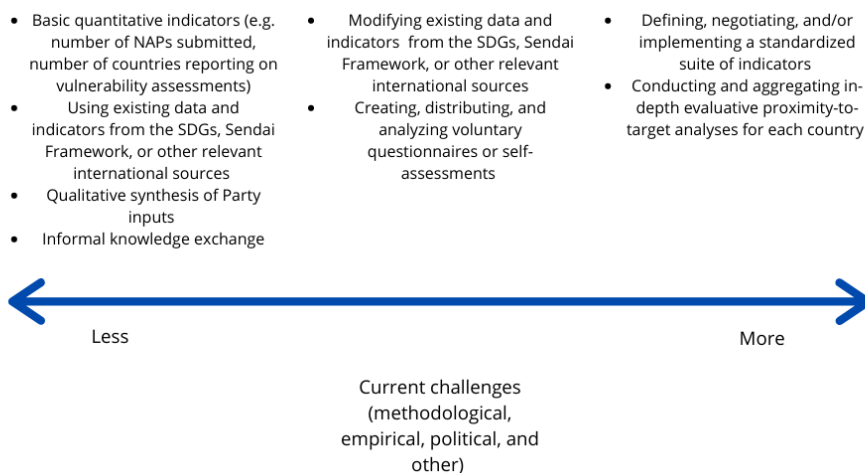 • Basic quantitative indicators (e.g.
number of NAPs submitted,
number of countries reporting on
vulnerability assessments)
• Using existing data and
indicators from the SDGs, Sendai
Framework, or other relevant
international sources
• Qualitative synthesis of Party
inputs
• Informal knowledge exchange
• Modifying existing data and
indicators from the SDGs, Sendai
Framework, or other relevant
international sources
• Creating, distributing, and
analyzing voluntary
questionnaires or self-
assessments
• Defining, negotiating, and/or
implementing a standardized
suite of indicators
• Conducting and aggregating in-
depth evaluative proximity-to-
target analyses for each country
Less
More
Current challenges
(methodological,
empirical, political, and
other)